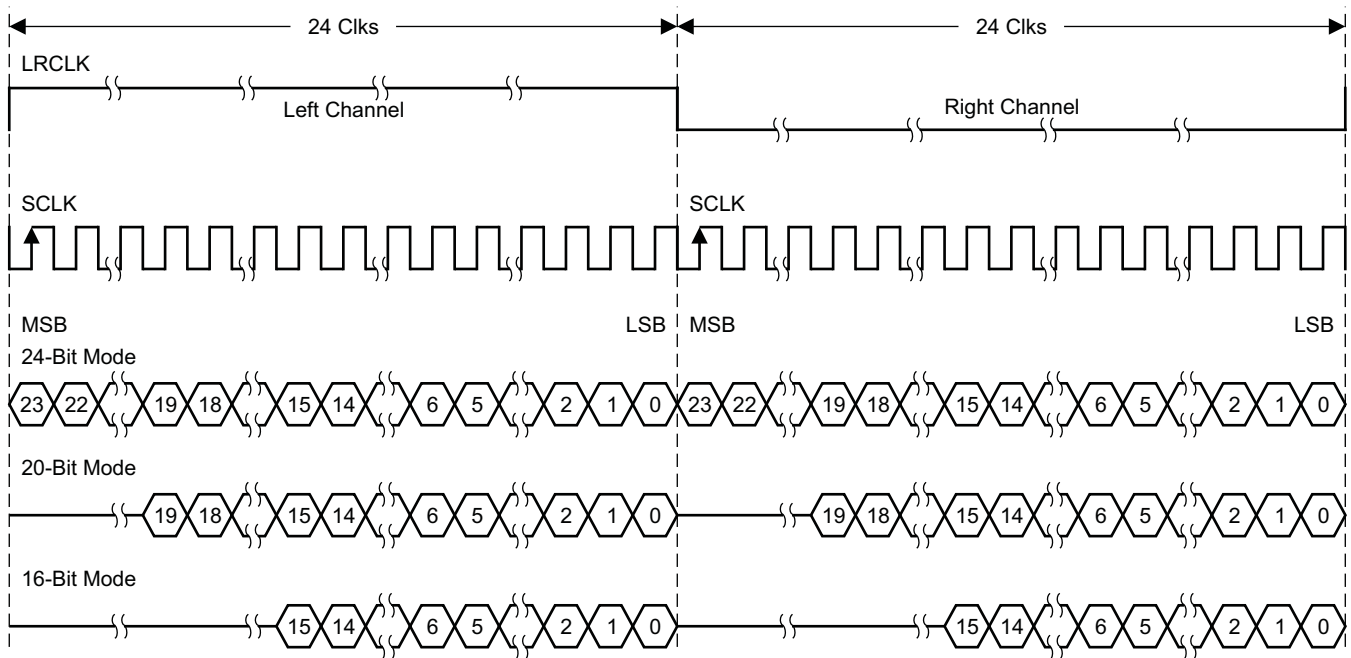 24 Clks 24 Clks
LRCLK
Left Channel Right Channel
SCLK SCLK
MSB LSB MSB LSB
24-Bit Mode
23 22 19 18 15 14 6 5 2 1 0 23 22 19 18 15 14 6 5 2 1 0
20-Bit Mode
19 18 15 14 6 5 2 1 0 19 18 15 14 6 5 2 1 0
16-Bit Mode
15 14 6 5 2 1 0 15 14 6 5 2 1 0